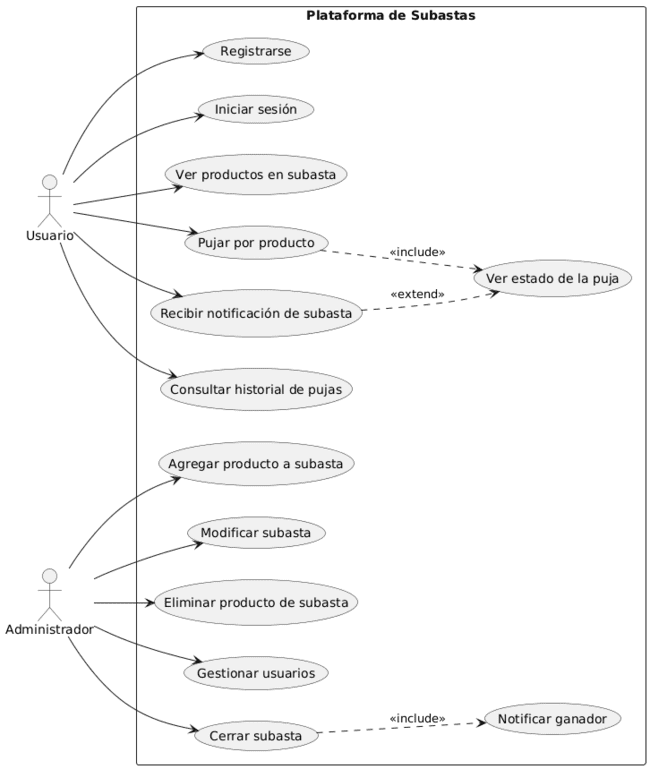 Plataforma de Subastas
Registrarse
Iniciar sesión
Ver productos en subasta
Usuario
Pujar por producto
«include»
Ver estado de la puja
«extend»
Recibir notificación de subasta
Consultar historial de pujas
Agregar producto a subasta
Modificar subasta
Administrador
Eliminar producto de subasta
Gestionar usuarios
Cerrar subasta
«include»
Notificar ganador